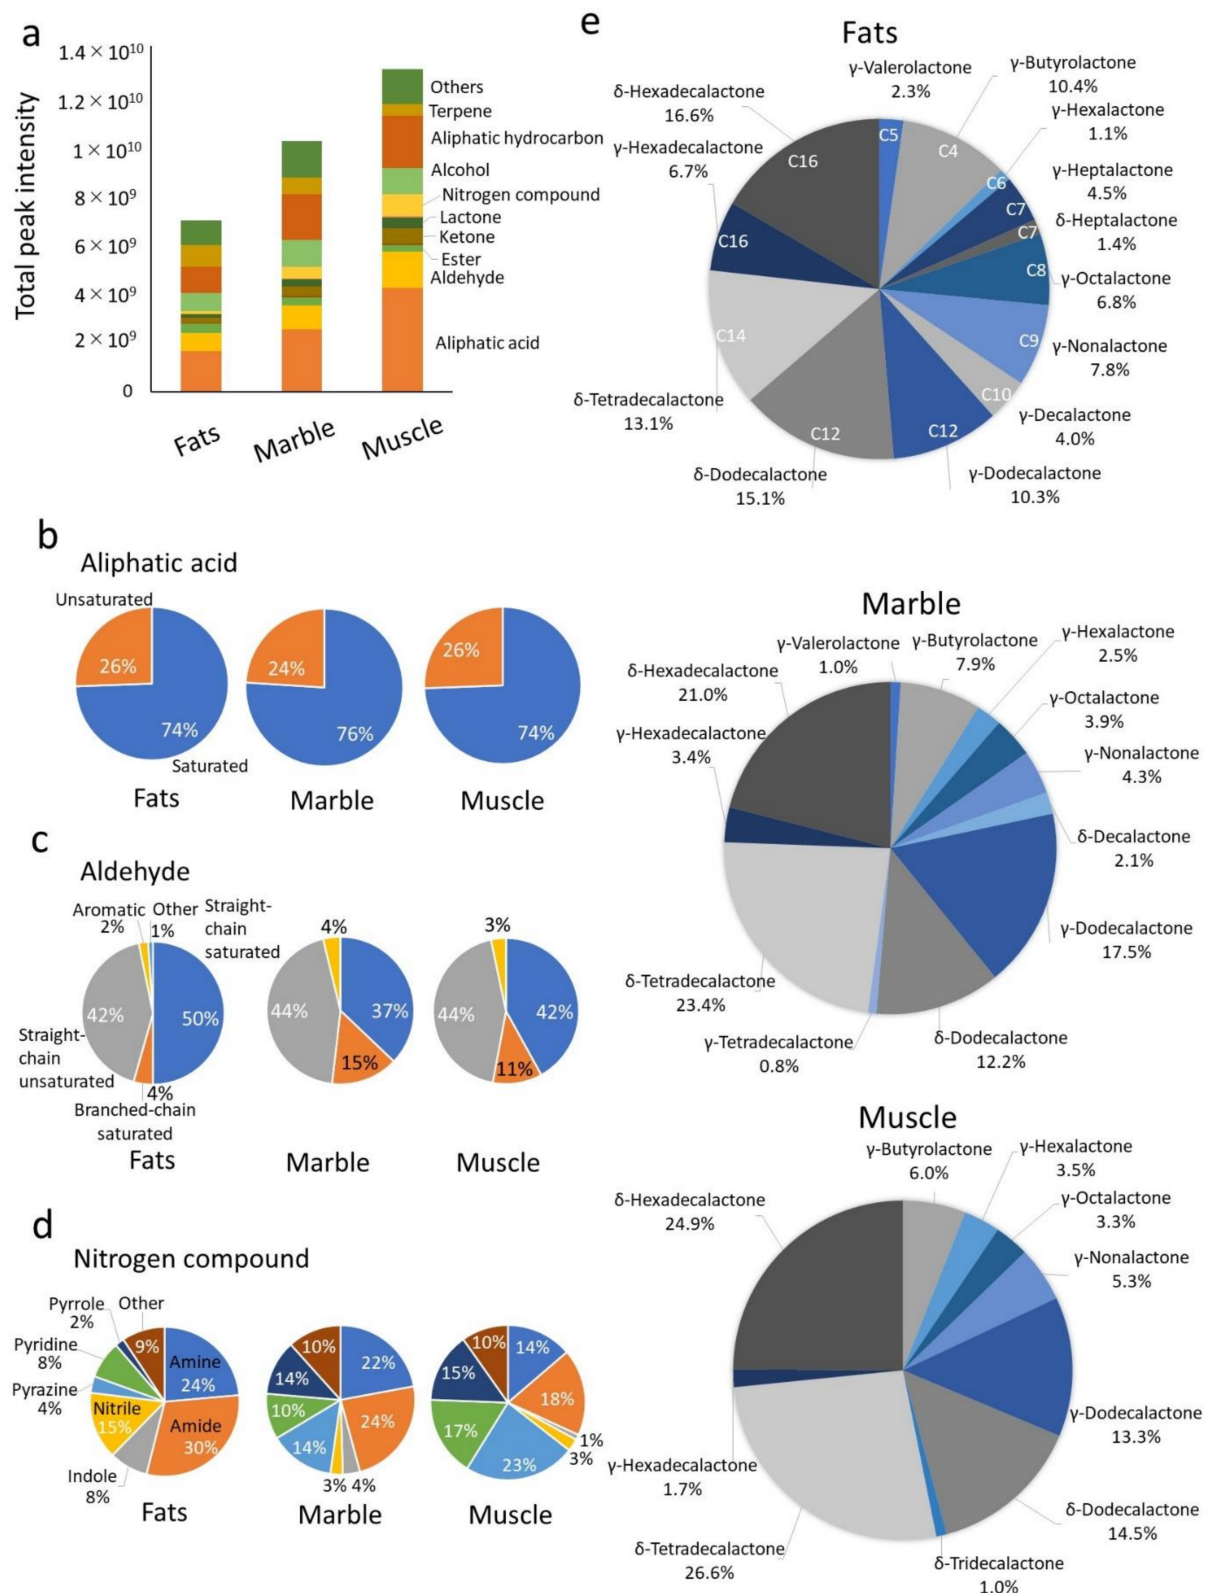 a
1.4 × 10¹⁰
1.2 × 10¹⁰
1 × 10¹⁰
8 × 10⁹
6 × 10⁹
4 × 10⁹
2 × 10⁹
0
Total peak intensity
Others
Terpene
Aliphatic hydrocarbon
Alcohol
Nitrogen compound
Lactone
Ketone
Ester
Aldehyde
Aliphatic acid
Fats
Marble
Muscle
b
Aliphatic acid
Unsaturated
26%
74%
Saturated
Fats
24%
76%
Marble
26%
74%
Muscle
c
Aldehyde
Aromatic
2%
Other
1%
Straight-
chain
saturated
42%
50%
Straight-
chain
unsaturated
4%
Branched-chain
saturated
Fats
4%
44%
37%
15%
Marble
3%
44%
42%
11%
Muscle
d
Nitrogen compound
Pyrrole
2%
Other
9%
Pyridine
8%
Amine
24%
Pyrazine
4%
Nitrile
15%
Amide
30%
Indole
8%
Fats
10%
22%
14%
10%
24%
14%
3%
4%
Marble
10%
14%
15%
18%
17%
1%
3%
23%
Muscle
e
Fats
γ-Valerolactone
2.3%
γ-Butyrolactone
10.4%
γ-Hexalactone
1.1%
γ-Heptalactone
4.5%
δ-Heptalactone
1.4%
γ-Octalactone
6.8%
γ-Nonalactone
7.8%
γ-Decalactone
4.0%
γ-Dodecalactone
10.3%
δ-Dodecalactone
15.1%
δ-Tetradecalactone
13.1%
γ-Hexadecalactone
6.7%
δ-Hexadecalactone
16.6%
C5
C4
C6
C7
C7
C8
C9
C10
C12
C12
C14
C16
C16
Marble
γ-Valerolactone
1.0%
γ-Butyrolactone
7.9%
γ-Hexalactone
2.5%
γ-Octalactone
3.9%
γ-Nonalactone
4.3%
δ-Decalactone
2.1%
γ-Dodecalactone
17.5%
δ-Dodecalactone
12.2%
γ-Tetradecalactone
0.8%
δ-Tetradecalactone
23.4%
γ-Hexadecalactone
3.4%
δ-Hexadecalactone
21.0%
Muscle
γ-Butyrolactone
6.0%
γ-Hexalactone
3.5%
γ-Octalactone
3.3%
γ-Nonalactone
5.3%
γ-Dodecalactone
13.3%
δ-Dodecalactone
14.5%
δ-Tridecalactone
1.0%
δ-Tetradecalactone
26.6%
γ-Hexadecalactone
1.7%
δ-Hexadecalactone
24.9%